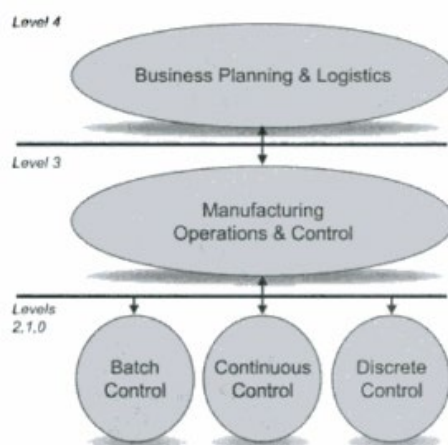 Level 4
Business Planning & Logistics
Level 3
Manufacturing
Operations & Control
Levels
2,1,0
Batch
Control
Continuous
Control
Discrete
Control